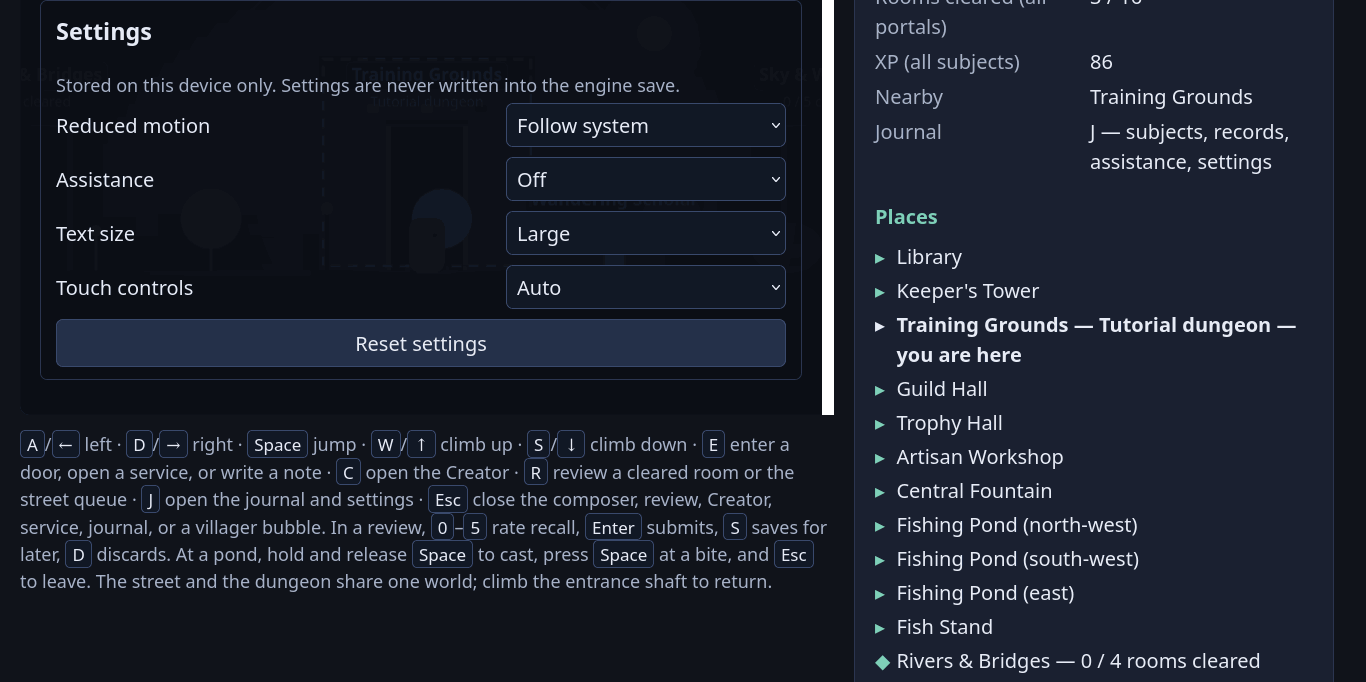 Settings
Stored on this device only. Settings are never written into the engine save.
Reduced motion
Follow system
Assistance
Off
Text size
Large
Touch controls
Auto
Reset settings
Training Grounds
A/← left · D/→ right · Space jump · W/↑ climb up · S/↓ climb down · E enter a
door, open a service, or write a note · C open the Creator · R review a cleared room or the
street queue · J open the journal and settings · Esc close the composer, review, Creator,
service, journal, or a villager bubble. In a review, 0–5 rate recall, Enter submits, S saves for
later, D discards. At a pond, hold and release Space to cast, press Space at a bite, and Esc
to leave. The street and the dungeon share one world; climb the entrance shaft to return.
Rooms cleared (all
portals)
XP (all subjects)
86
Nearby
Training Grounds
Journal
J — subjects, records,
assistance, settings
Places
▸ Library
▸ Keeper's Tower
▸ Training Grounds — Tutorial dungeon —
you are here
▸ Guild Hall
▸ Trophy Hall
▸ Artisan Workshop
▸ Central Fountain
▸ Fishing Pond (north-west)
▸ Fishing Pond (south-west)
▸ Fishing Pond (east)
▸ Fish Stand
◆ Rivers & Bridges — 0 / 4 rooms cleared